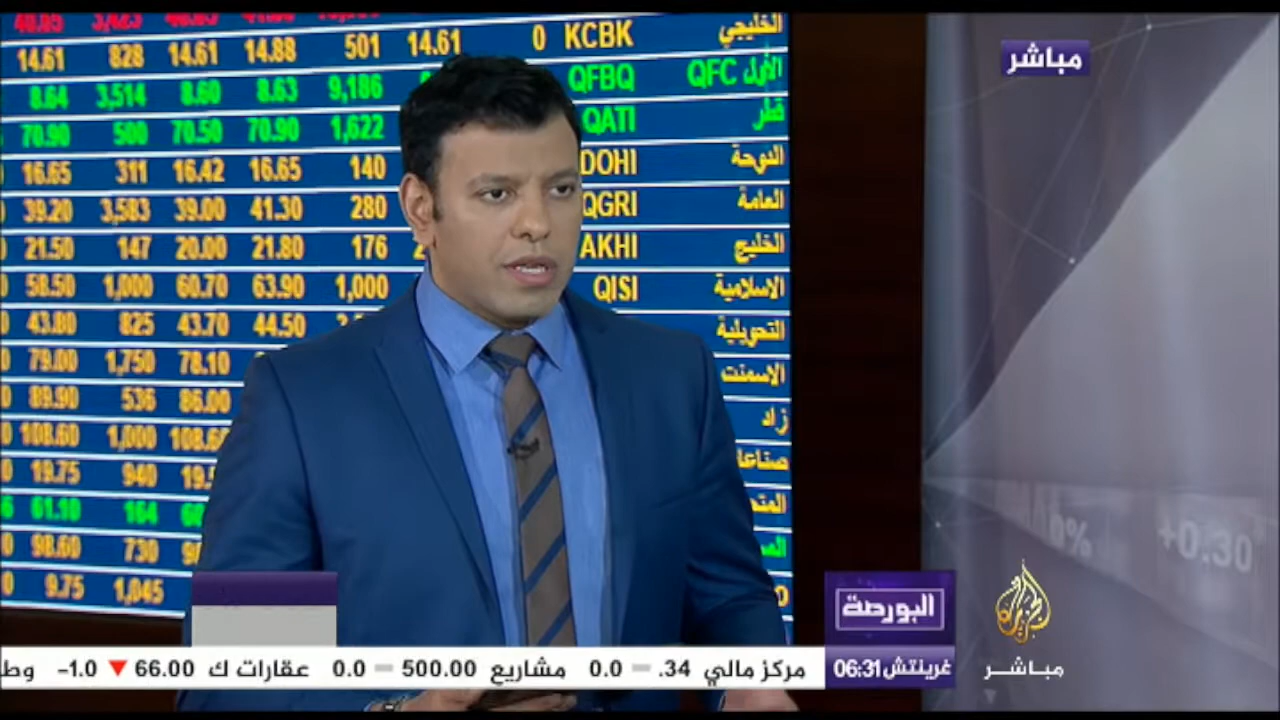 الخليجي KCBK 0 14.61 501 14.88 14.61 828 14.61
الأول QFC QFBQ 9,186 8.63 8.60 3,514 8.64
قطر QATI 1,622 70.90 70.50 500 70.90
الدوحة DOHI 140 16.65 16.42 311 16.65
العامة QGRI 280 41.30 39.00 3,583 39.20
الخليج AKHI 176 21.80 20.00 147 21.50
الاسلامية QISI 1,000 63.90 60.70 1,000 58.50
التحويلية 44.50 43.70 825 43.80
الاسمنت 78.10 1,750 79.00
زاد 86.00 536 89.90
1,000 108.60
940 19.75
164 61.10
730 98.60
1,045 9.75
مباشر
0% +0.30
البورصة
غرينتش 06:31
مباشر
مركز مالي 34. 0.0 مشاريع 500.00 0.0 عقارات ك 66.00 ▼ 1.0- وط